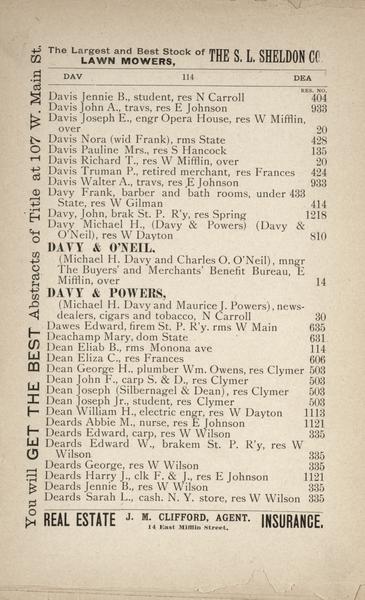 The Largest and Best Stock of
LAWN MOWERS,
THE S. L. SHELDON CO.
DAV 114 DEA
RES. NO.
Davis Jennie B., student, res N Carroll 404
Davis John A., travs, res E Johnson 933
Davis Joseph E., engr Opera House, res W Mifflin,
over 20
Davis Nora (wid Frank), rms State 428
Davis Pauline Mrs., res S Hancock 135
Davis Richard T., res W Mifflin, over 20
Davis Truman P., retired merchant, res Frances 424
Davis Walter A., travs, res E Johnson 933
Davy Frank, barber and bath rooms, under 433
State, res W Gilman 414
Davy, John, brak St. P. R'y, res Spring 1218
Davy Michael H., (Davy & Powers) (Davy &
O'Neil), res W Dayton 810
DAVY & O'NEIL,
(Michael H. Davy and Charles O. O'Neil), mngr
The Buyers' and Merchants' Benefit Bureau, E
Mifflin, over 14
DAVY & POWERS,
(Michael H. Davy and Maurice J. Powers), news-
dealers, cigars and tobacco, N Carroll 30
Dawes Edward, firem St. P. R'y. rms W Main 635
Deachamp Mary, dom State 631
Dean Eliab B., rms Monona ave 114
Dean Eliza C., res Frances 606
Dean George H., plumber Wm. Owens, res Clymer 503
Dean John F., carp S. & D., res Clymer 503
Dean Joseph (Silbernagel & Dean), res Clymer 503
Dean Joseph Jr., student, res Clymer 503
Dean William H., electric engr, res W Dayton 1113
Deards Abbie M., nurse, res E Johnson 1121
Deards Edward, carp, res W Wilson 335
Deards Edward W., brakem St. P. R'y, res W
Wilson 335
Deards George, res W Wilson 335
Deards Harry J., clk F. & J., res E Johnson 1121
Deards Jennie B., res W Wilson 335
Deards Sarah L., cash. N. Y. store, res W Wilson 335
REAL ESTATE J. M. CLIFFORD, AGENT. INSURANCE.
14 East Mifflin Street,
You will GET THE BEST Abstracts of Title at 107 W. Main St.